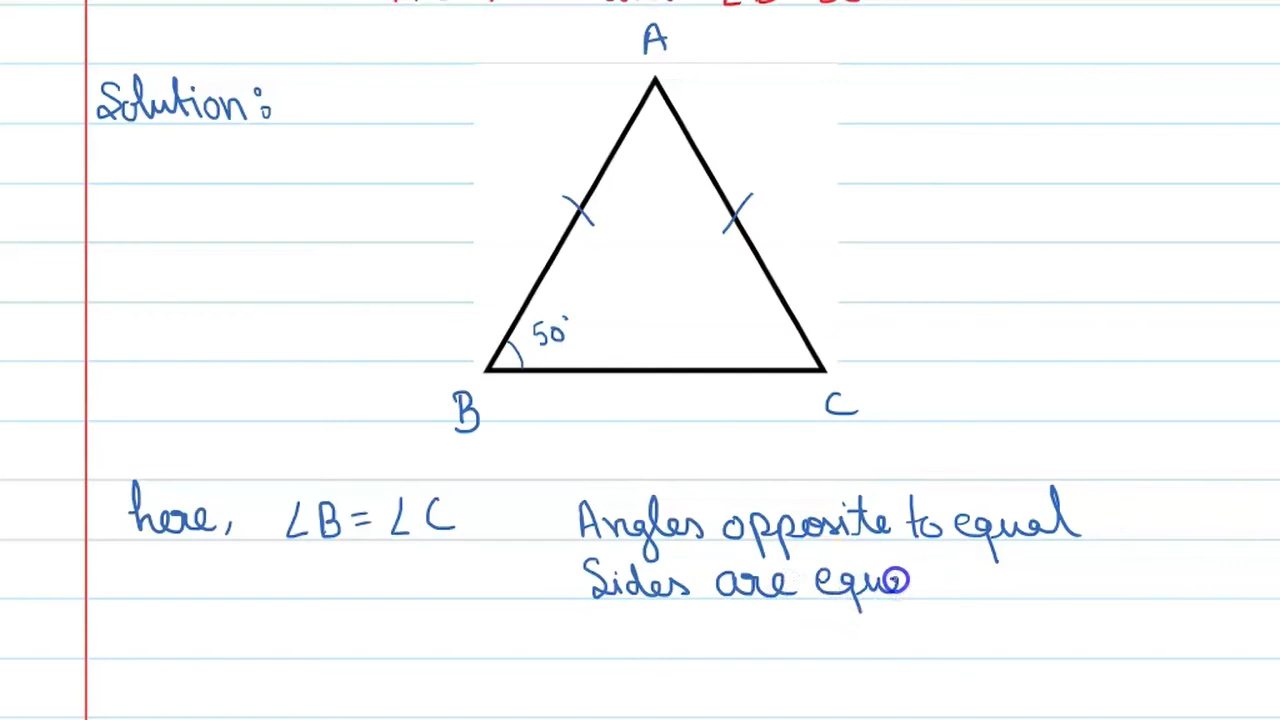 A
Solution:
50°
B
C
here, ∠B = ∠C
Angles opposite to equal
Sides are equ